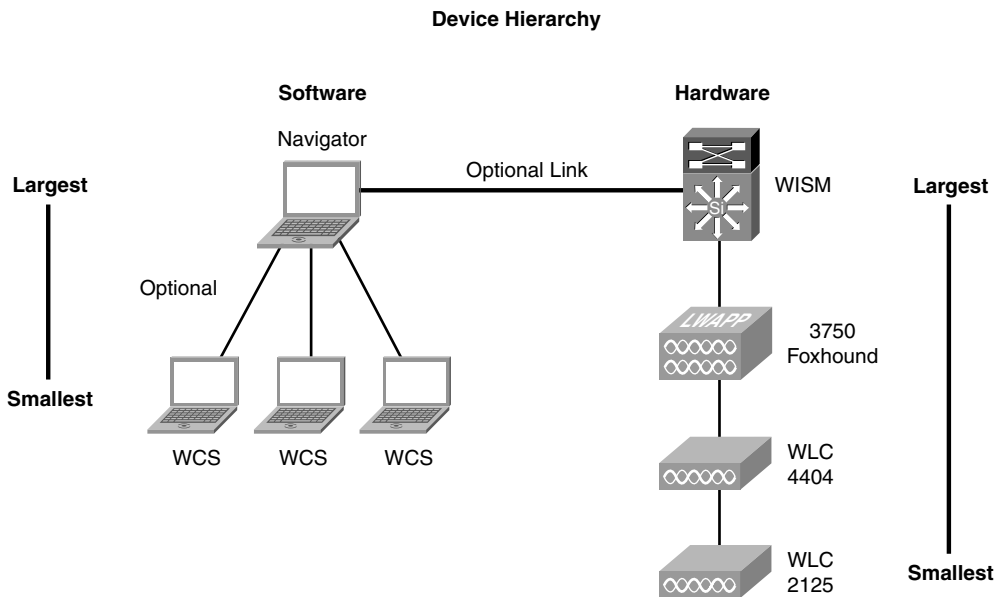 Device Hierarchy
Software
Hardware
Navigator
Optional Link
WISM
Si
Largest
Largest
Optional
LWAPP
3750
Foxhound
Smallest
WCS
WCS
WCS
WLC
4404
WLC
2125
Smallest